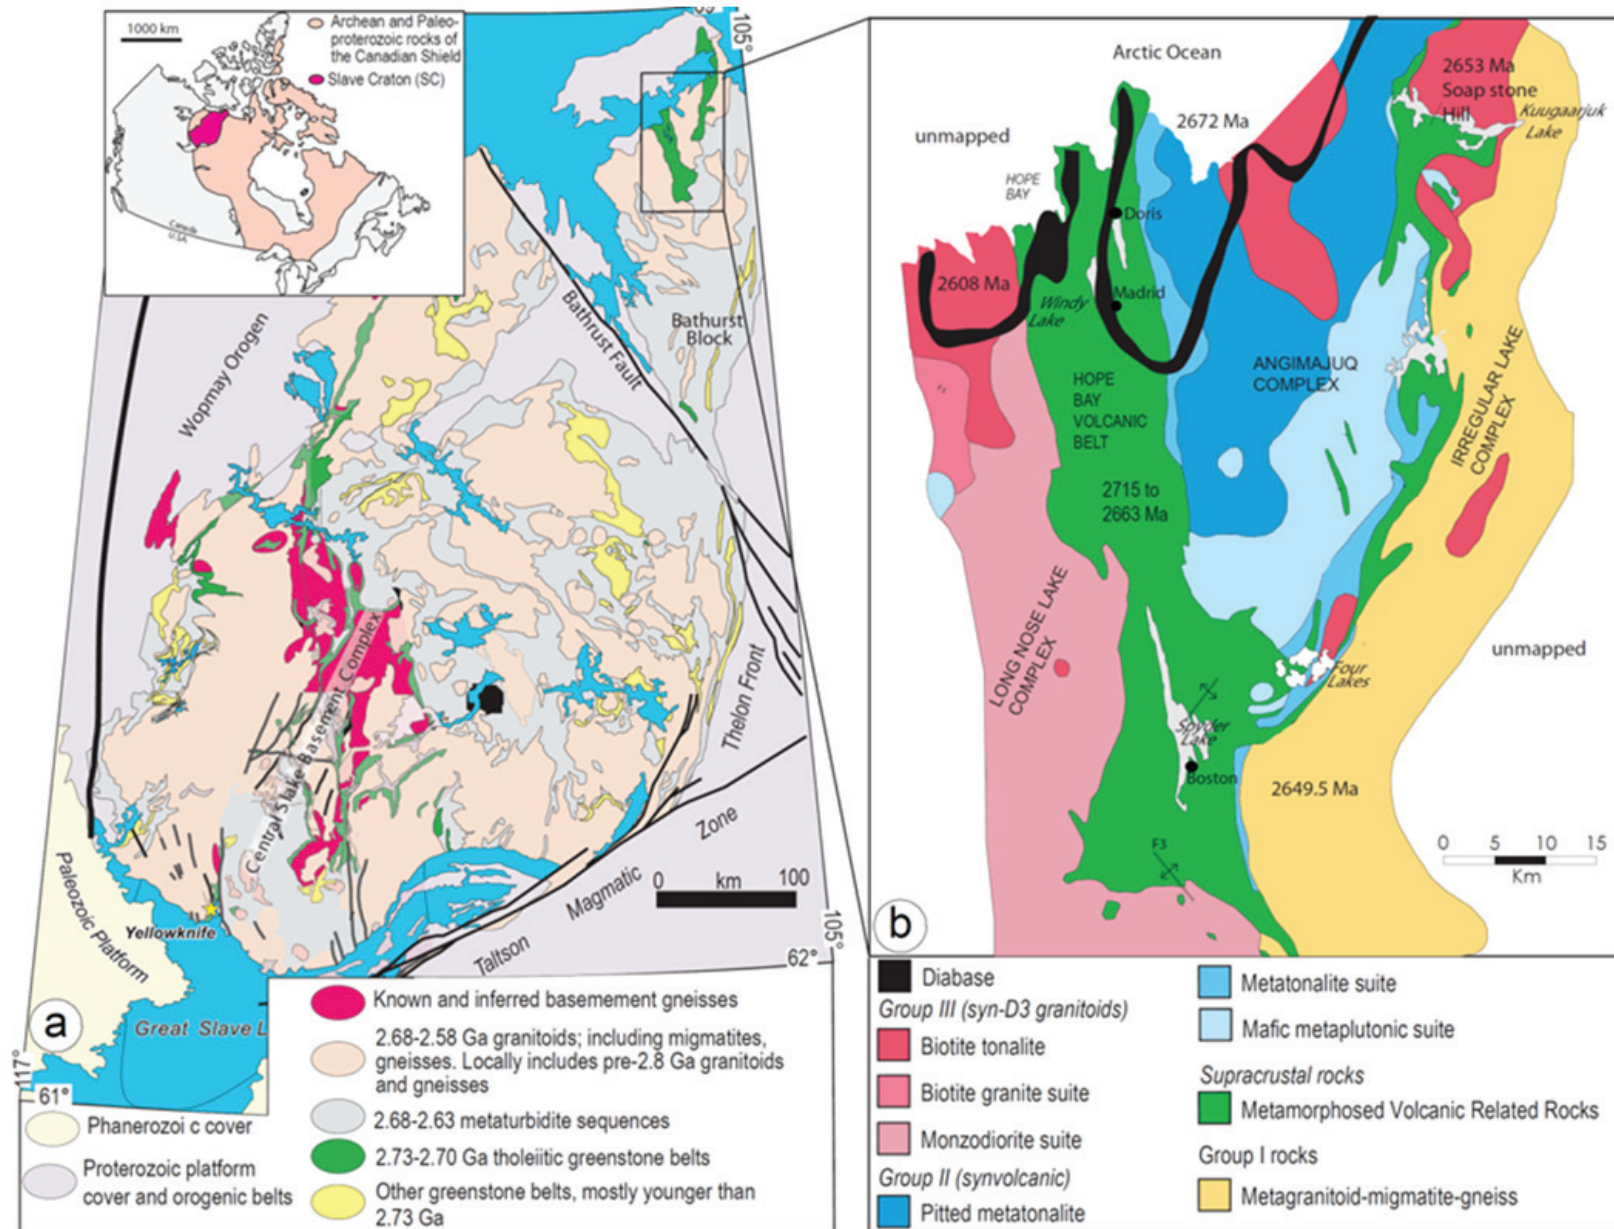 1000 km
Archean and Paleo-
proterozoic rocks of
the Canadian Shield
Slave Craton (SC)
Canada
U.S.A.
105°
Wopmay Orogen
Bathrust Fault
Bathurst
Block
Central Slake Basement Complex
Thelon Front
Paleozoic Platform
Yellowknife
Great Slave L
Taltson
Magmatic
Zone
0 km 100
105°
62°
117°
61°
a
Known and inferred basemement gneisses
2.68-2.58 Ga granitoids; including migmatites,
gneisses. Locally includes pre-2.8 Ga granitoids
and gneisses
2.68-2.63 metaturbidite sequences
2.73-2.70 Ga tholeiitic greenstone belts
Other greenstone belts, mostly younger than
2.73 Ga
Phanerozoi c cover
Proterozoic platform
cover and orogenic belts
Arctic Ocean
unmapped
2672 Ma
2653 Ma
Soap stone
Hill
Kuugaarjuk
Lake
HOPE
BAY
Doris
2608 Ma
Windy
Lake
Madrid
HOPE
BAY
VOLCANIC
BELT
ANGIMAJUQ
COMPLEX
IRREGULAR LAKE
COMPLEX
2715 to
2663 Ma
LONG NOSE LAKE
COMPLEX
unmapped
Four
Lakes
Spyder
Lake
Boston
2649.5 Ma
F3
0 5 10 15
Km
b
Diabase
Group III (syn-D3 granitoids)
Biotite tonalite
Biotite granite suite
Monzodiorite suite
Group II (synvolcanic)
Pitted metatonalite
Metatonalite suite
Mafic metaplutonic suite
Supracrustal rocks
Metamorphosed Volcanic Related Rocks
Group I rocks
Metagranitoid-migmatite-gneiss